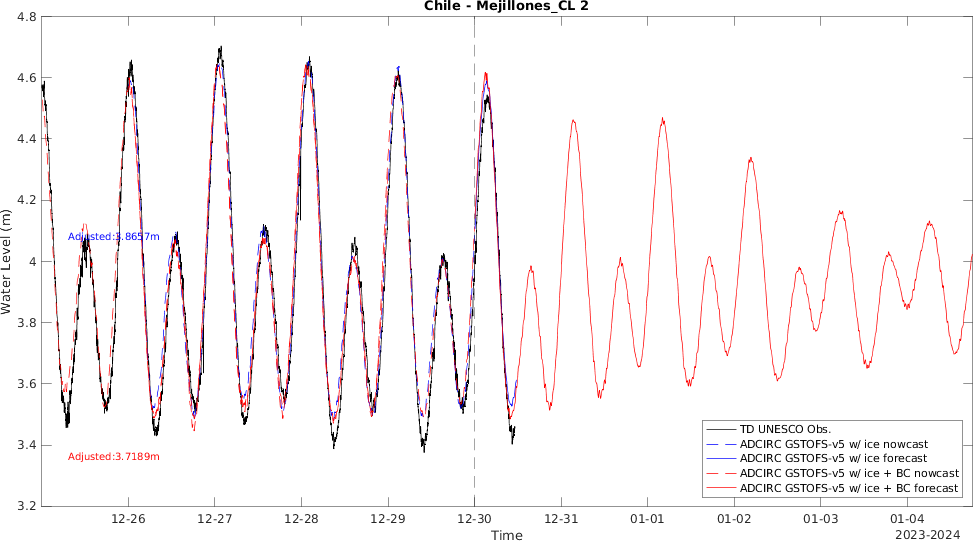 Chile - Mejillones_CL 2
4.8
4.6
4.4
4.2
4
3.8
3.6
3.4
3.2
Water Level (m)
Adjusted:3.8657m
Adjusted:3.7189m
TD UNESCO Obs.
ADCIRC GSTOFS-v5 w/ ice nowcast
ADCIRC GSTOFS-v5 w/ ice forecast
ADCIRC GSTOFS-v5 w/ ice + BC nowcast
ADCIRC GSTOFS-v5 w/ ice + BC forecast
12-26 12-27 12-28 12-29 12-30 12-31 01-01 01-02 01-03 01-04
Time
2023-2024